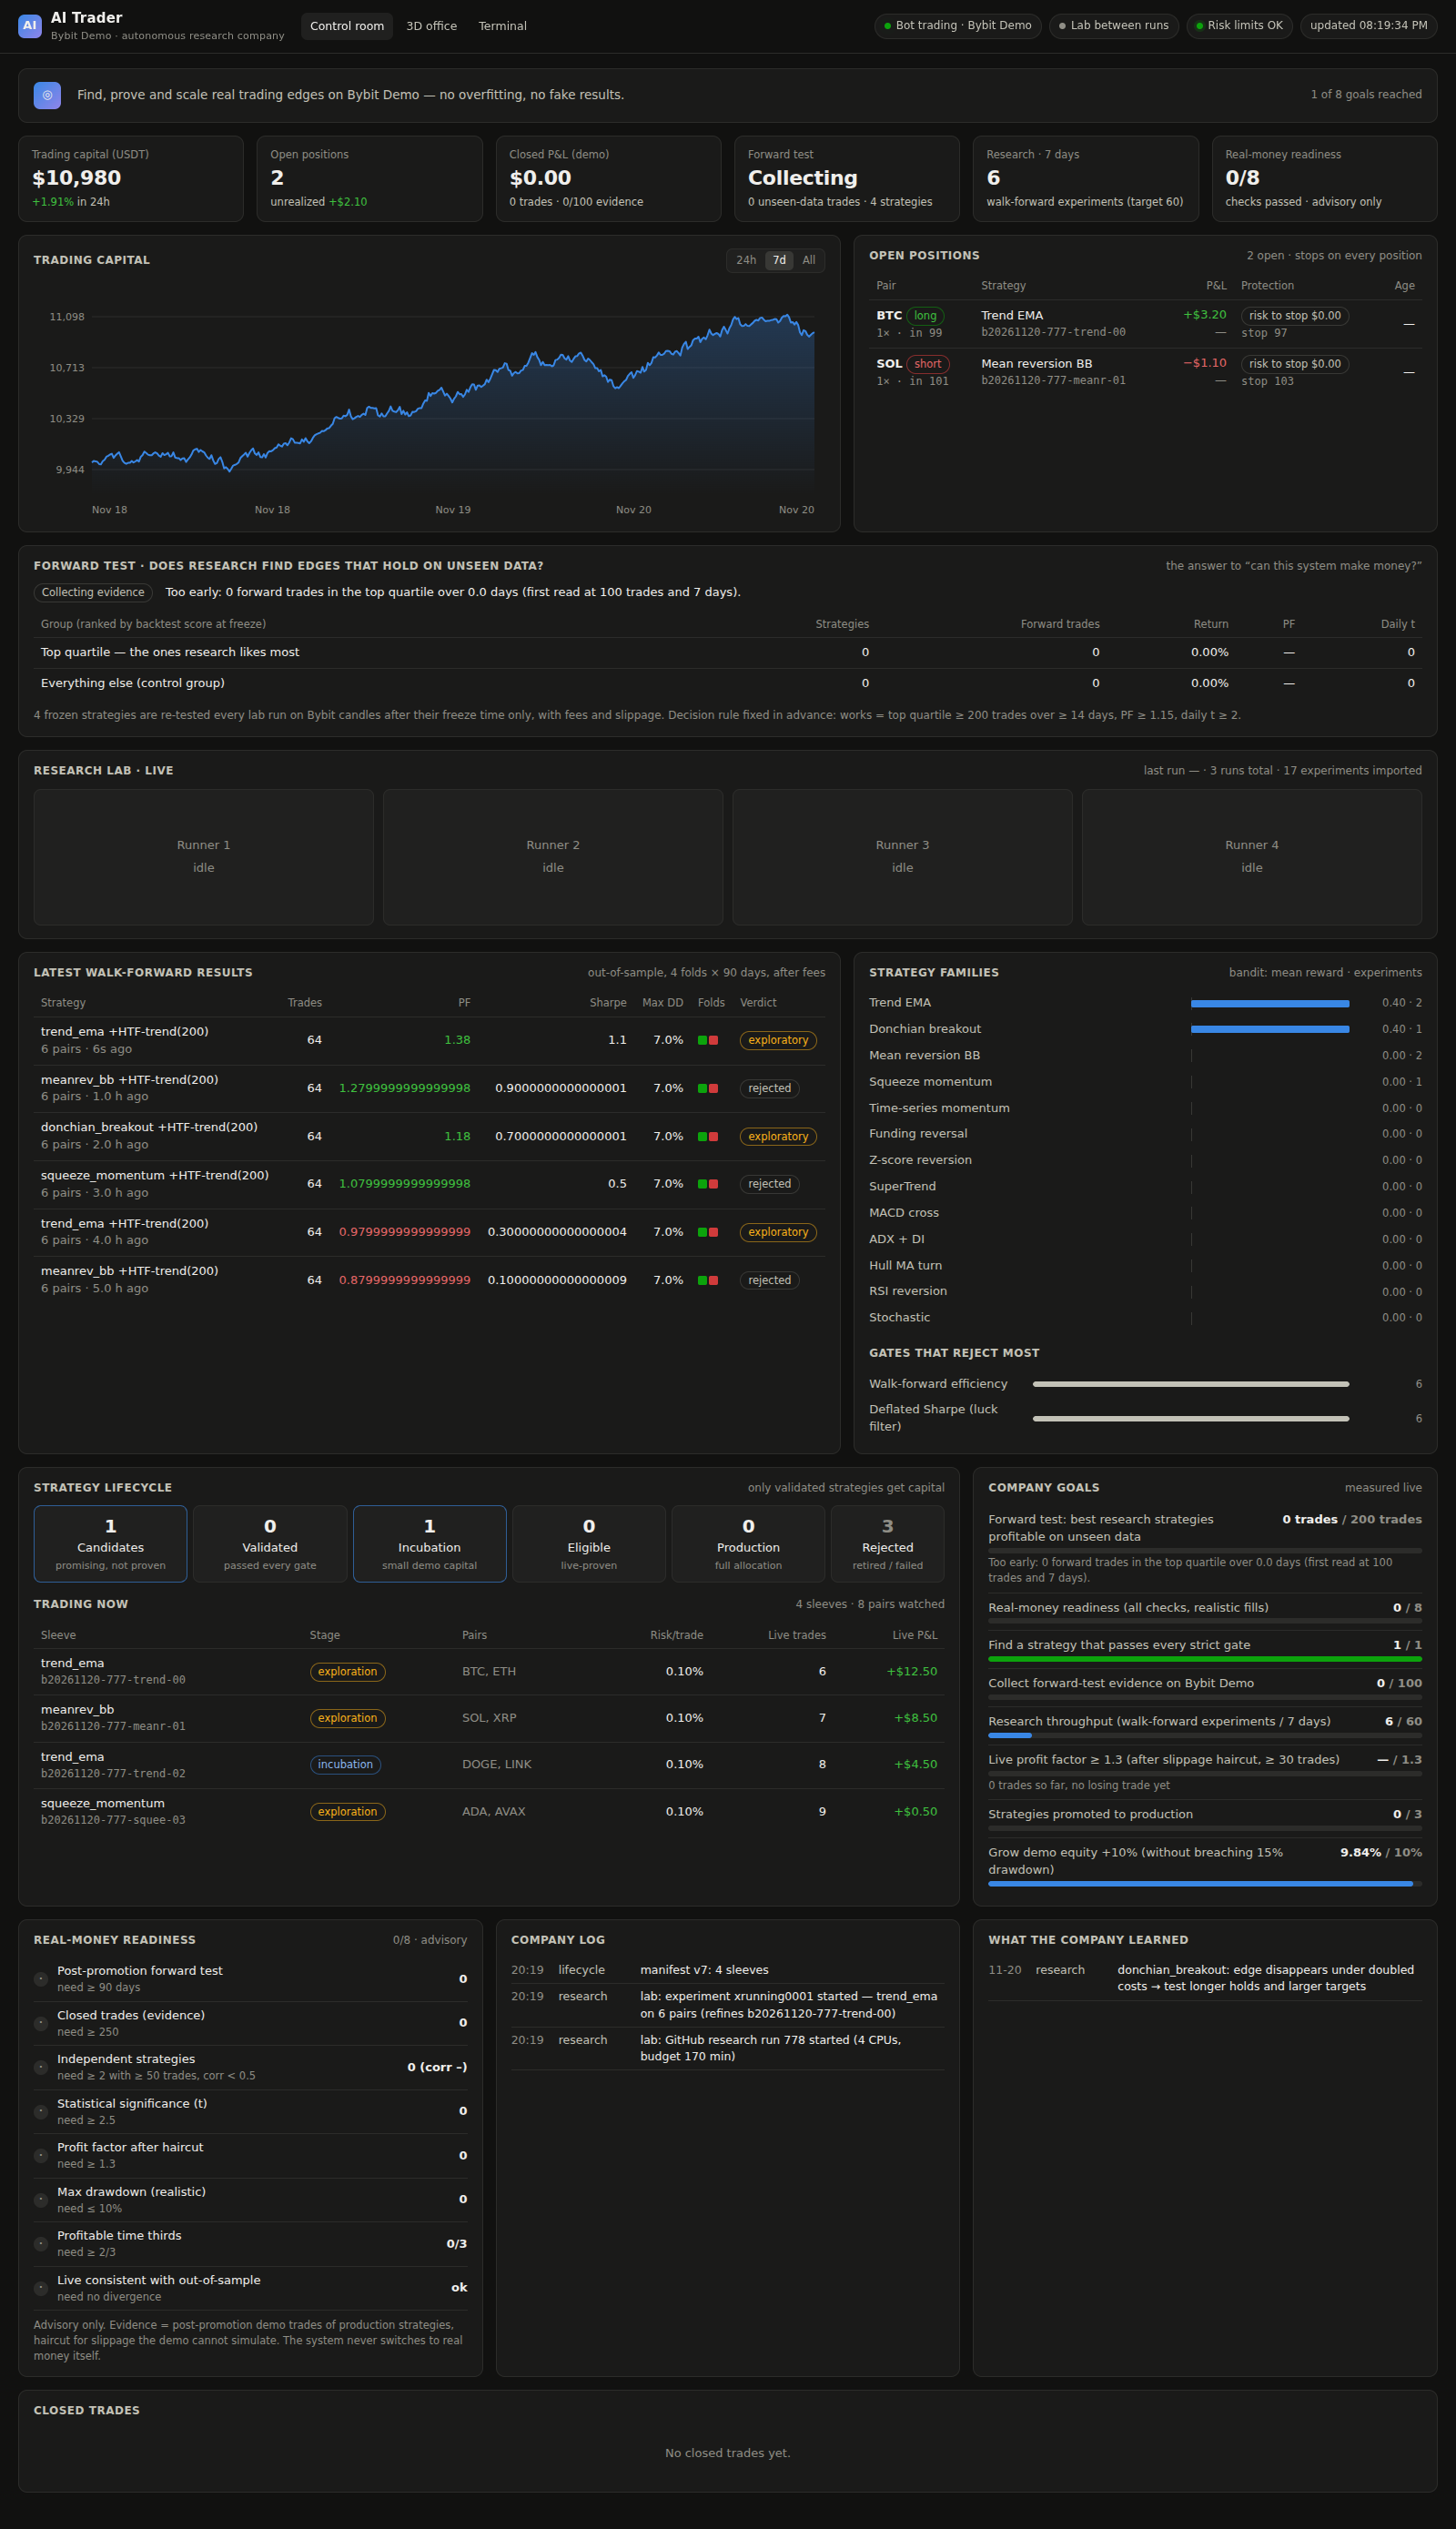 AI
AI Trader
Bybit Demo · autonomous research company
Control room
3D office
Terminal
Bot trading · Bybit Demo
Lab between runs
Risk limits OK
updated 08:19:34 PM
Find, prove and scale real trading edges on Bybit Demo — no overfitting, no fake results.
1 of 8 goals reached
Trading capital (USDT)
$10,980
+1.91% in 24h
Open positions
2
unrealized +$2.10
Closed P&L (demo)
$0.00
0 trades · 0/100 evidence
Forward test
Collecting
0 unseen-data trades · 4 strategies
Research · 7 days
6
walk-forward experiments (target 60)
Real-money readiness
0/8
checks passed · advisory only
TRADING CAPITAL
24h 7d All
11,098
10,713
10,329
9,944
Nov 18 Nov 18 Nov 19 Nov 20 Nov 20
OPEN POSITIONS
2 open · stops on every position
Pair Strategy P&L Protection Age
BTC long Trend EMA +$3.20 risk to stop $0.00 —
1× · in 99 b20261120-777-trend-00 — stop 97
SOL short Mean reversion BB −$1.10 risk to stop $0.00 —
1× · in 101 b20261120-777-meanr-01 — stop 103
FORWARD TEST · DOES RESEARCH FIND EDGES THAT HOLD ON UNSEEN DATA?
the answer to “can this system make money?”
Collecting evidence Too early: 0 forward trades in the top quartile over 0.0 days (first read at 100 trades and 7 days).
Group (ranked by backtest score at freeze) Strategies Forward trades Return PF Daily t
Top quartile — the ones research likes most 0 0 0.00% — 0
Everything else (control group) 0 0 0.00% — 0
4 frozen strategies are re-tested every lab run on Bybit candles after their freeze time only, with fees and slippage. Decision rule fixed in advance: works = top quartile ≥ 200 trades over ≥ 14 days, PF ≥ 1.15, daily t ≥ 2.
RESEARCH LAB · LIVE
last run — · 3 runs total · 17 experiments imported
Runner 1
idle
Runner 2
idle
Runner 3
idle
Runner 4
idle
LATEST WALK-FORWARD RESULTS
out-of-sample, 4 folds × 90 days, after fees
Strategy Trades PF Sharpe Max DD Folds Verdict
trend_ema +HTF-trend(200) 64 1.38 1.1 7.0% exploratory
6 pairs · 6s ago
meanrev_bb +HTF-trend(200) 64 1.2799999999999998 0.9000000000000001 7.0% rejected
6 pairs · 1.0 h ago
donchian_breakout +HTF-trend(200) 64 1.18 0.7000000000000001 7.0% exploratory
6 pairs · 2.0 h ago
squeeze_momentum +HTF-trend(200) 64 1.0799999999999998 0.5 7.0% rejected
6 pairs · 3.0 h ago
trend_ema +HTF-trend(200) 64 0.9799999999999999 0.30000000000000004 7.0% exploratory
6 pairs · 4.0 h ago
meanrev_bb +HTF-trend(200) 64 0.8799999999999999 0.10000000000000009 7.0% rejected
6 pairs · 5.0 h ago
STRATEGY FAMILIES
bandit: mean reward · experiments
Trend EMA 0.40 · 2
Donchian breakout 0.40 · 1
Mean reversion BB 0.00 · 2
Squeeze momentum 0.00 · 1
Time-series momentum 0.00 · 0
Funding reversal 0.00 · 0
Z-score reversion 0.00 · 0
SuperTrend 0.00 · 0
MACD cross 0.00 · 0
ADX + DI 0.00 · 0
Hull MA turn 0.00 · 0
RSI reversion 0.00 · 0
Stochastic 0.00 · 0
GATES THAT REJECT MOST
Walk-forward efficiency 6
Deflated Sharpe (luck
filter) 6
STRATEGY LIFECYCLE
only validated strategies get capital
1
Candidates
promising, not proven
0
Validated
passed every gate
1
Incubation
small demo capital
0
Eligible
live-proven
0
Production
full allocation
3
Rejected
retired / failed
TRADING NOW
4 sleeves · 8 pairs watched
Sleeve Stage Pairs Risk/trade Live trades Live P&L
trend_ema exploration BTC, ETH 0.10% 6 +$12.50
b20261120-777-trend-00
meanrev_bb exploration SOL, XRP 0.10% 7 +$8.50
b20261120-777-meanr-01
trend_ema incubation DOGE, LINK 0.10% 8 +$4.50
b20261120-777-trend-02
squeeze_momentum exploration ADA, AVAX 0.10% 9 +$0.50
b20261120-777-squee-03
COMPANY GOALS
measured live
Forward test: best research strategies 0 trades / 200 trades
profitable on unseen data
Too early: 0 forward trades in the top quartile over 0.0 days (first read at 100
trades and 7 days).
Real-money readiness (all checks, realistic fills) 0 / 8
Find a strategy that passes every strict gate 1 / 1
Collect forward-test evidence on Bybit Demo 0 / 100
Research throughput (walk-forward experiments / 7 days) 6 / 60
Live profit factor ≥ 1.3 (after slippage haircut, ≥ 30 trades) — / 1.3
0 trades so far, no losing trade yet
Strategies promoted to production 0 / 3
Grow demo equity +10% (without breaching 15% 9.84% / 10%
drawdown)
REAL-MONEY READINESS
0/8 · advisory
Post-promotion forward test 0
need ≥ 90 days
Closed trades (evidence) 0
need ≥ 250
Independent strategies 0 (corr –)
need ≥ 2 with ≥ 50 trades, corr < 0.5
Statistical significance (t) 0
need ≥ 2.5
Profit factor after haircut 0
need ≥ 1.3
Max drawdown (realistic) 0
need ≤ 10%
Profitable time thirds 0/3
need ≥ 2/3
Live consistent with out-of-sample ok
need no divergence
Advisory only. Evidence = post-promotion demo trades of production strategies,
haircut for slippage the demo cannot simulate. The system never switches to real
money itself.
COMPANY LOG
20:19 lifecycle manifest v7: 4 sleeves
20:19 research lab: experiment xrunning0001 started — trend_ema
on 6 pairs (refines b20261120-777-trend-00)
20:19 research lab: GitHub research run 778 started (4 CPUs,
budget 170 min)
WHAT THE COMPANY LEARNED
11-20 research donchian_breakout: edge disappears under doubled
costs → test longer holds and larger targets
CLOSED TRADES
No closed trades yet.